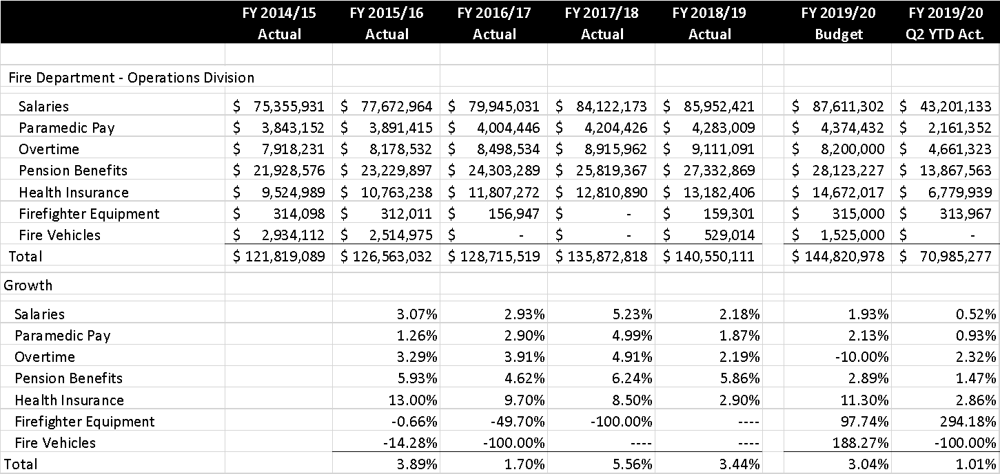 FY 2014/15 FY 2015/16 FY 2016/17 FY 2017/18 FY 2018/19 FY 2019/20 FY 2019/20
Actual Actual Actual Actual Actual Budget Q2 YTD Act.
Fire Department - Operations Division
Salaries $ 75,355,931 $ 77,672,964 $ 79,945,031 $ 84,122,173 $ 85,952,421 $ 87,611,302 $ 43,201,133
Paramedic Pay $ 3,843,152 $ 3,891,415 $ 4,004,446 $ 4,204,426 $ 4,283,009 $ 4,374,432 $ 2,161,352
Overtime $ 7,918,231 $ 8,178,532 $ 8,498,534 $ 8,915,962 $ 9,111,091 $ 8,200,000 $ 4,661,323
Pension Benefits $ 21,928,576 $ 23,229,897 $ 24,303,289 $ 25,819,367 $ 27,332,869 $ 28,123,227 $ 13,867,563
Health Insurance $ 9,524,989 $ 10,763,238 $ 11,807,272 $ 12,810,890 $ 13,182,406 $ 14,672,017 $ 6,779,939
Firefighter Equipment $ 314,098 $ 312,011 $ 156,947 $ - $ 159,301 $ 315,000 $ 313,967
Fire Vehicles $ 2,934,112 $ 2,514,975 $ - $ - $ 529,014 $ 1,525,000 $ -
Total $ 121,819,089 $ 126,563,032 $ 128,715,519 $ 135,872,818 $ 140,550,111 $ 144,820,978 $ 70,985,277
Growth
Salaries 3.07% 2.93% 5.23% 2.18% 1.93% 0.52%
Paramedic Pay 1.26% 2.90% 4.99% 1.87% 2.13% 0.93%
Overtime 3.29% 3.91% 4.91% 2.19% -10.00% 2.32%
Pension Benefits 5.93% 4.62% 6.24% 5.86% 2.89% 1.47%
Health Insurance 13.00% 9.70% 8.50% 2.90% 11.30% 2.86%
Firefighter Equipment -0.66% -49.70% -100.00% ---- 97.74% 294.18%
Fire Vehicles -14.28% -100.00% ---- ---- 188.27% -100.00%
Total 3.89% 1.70% 5.56% 3.44% 3.04% 1.01%